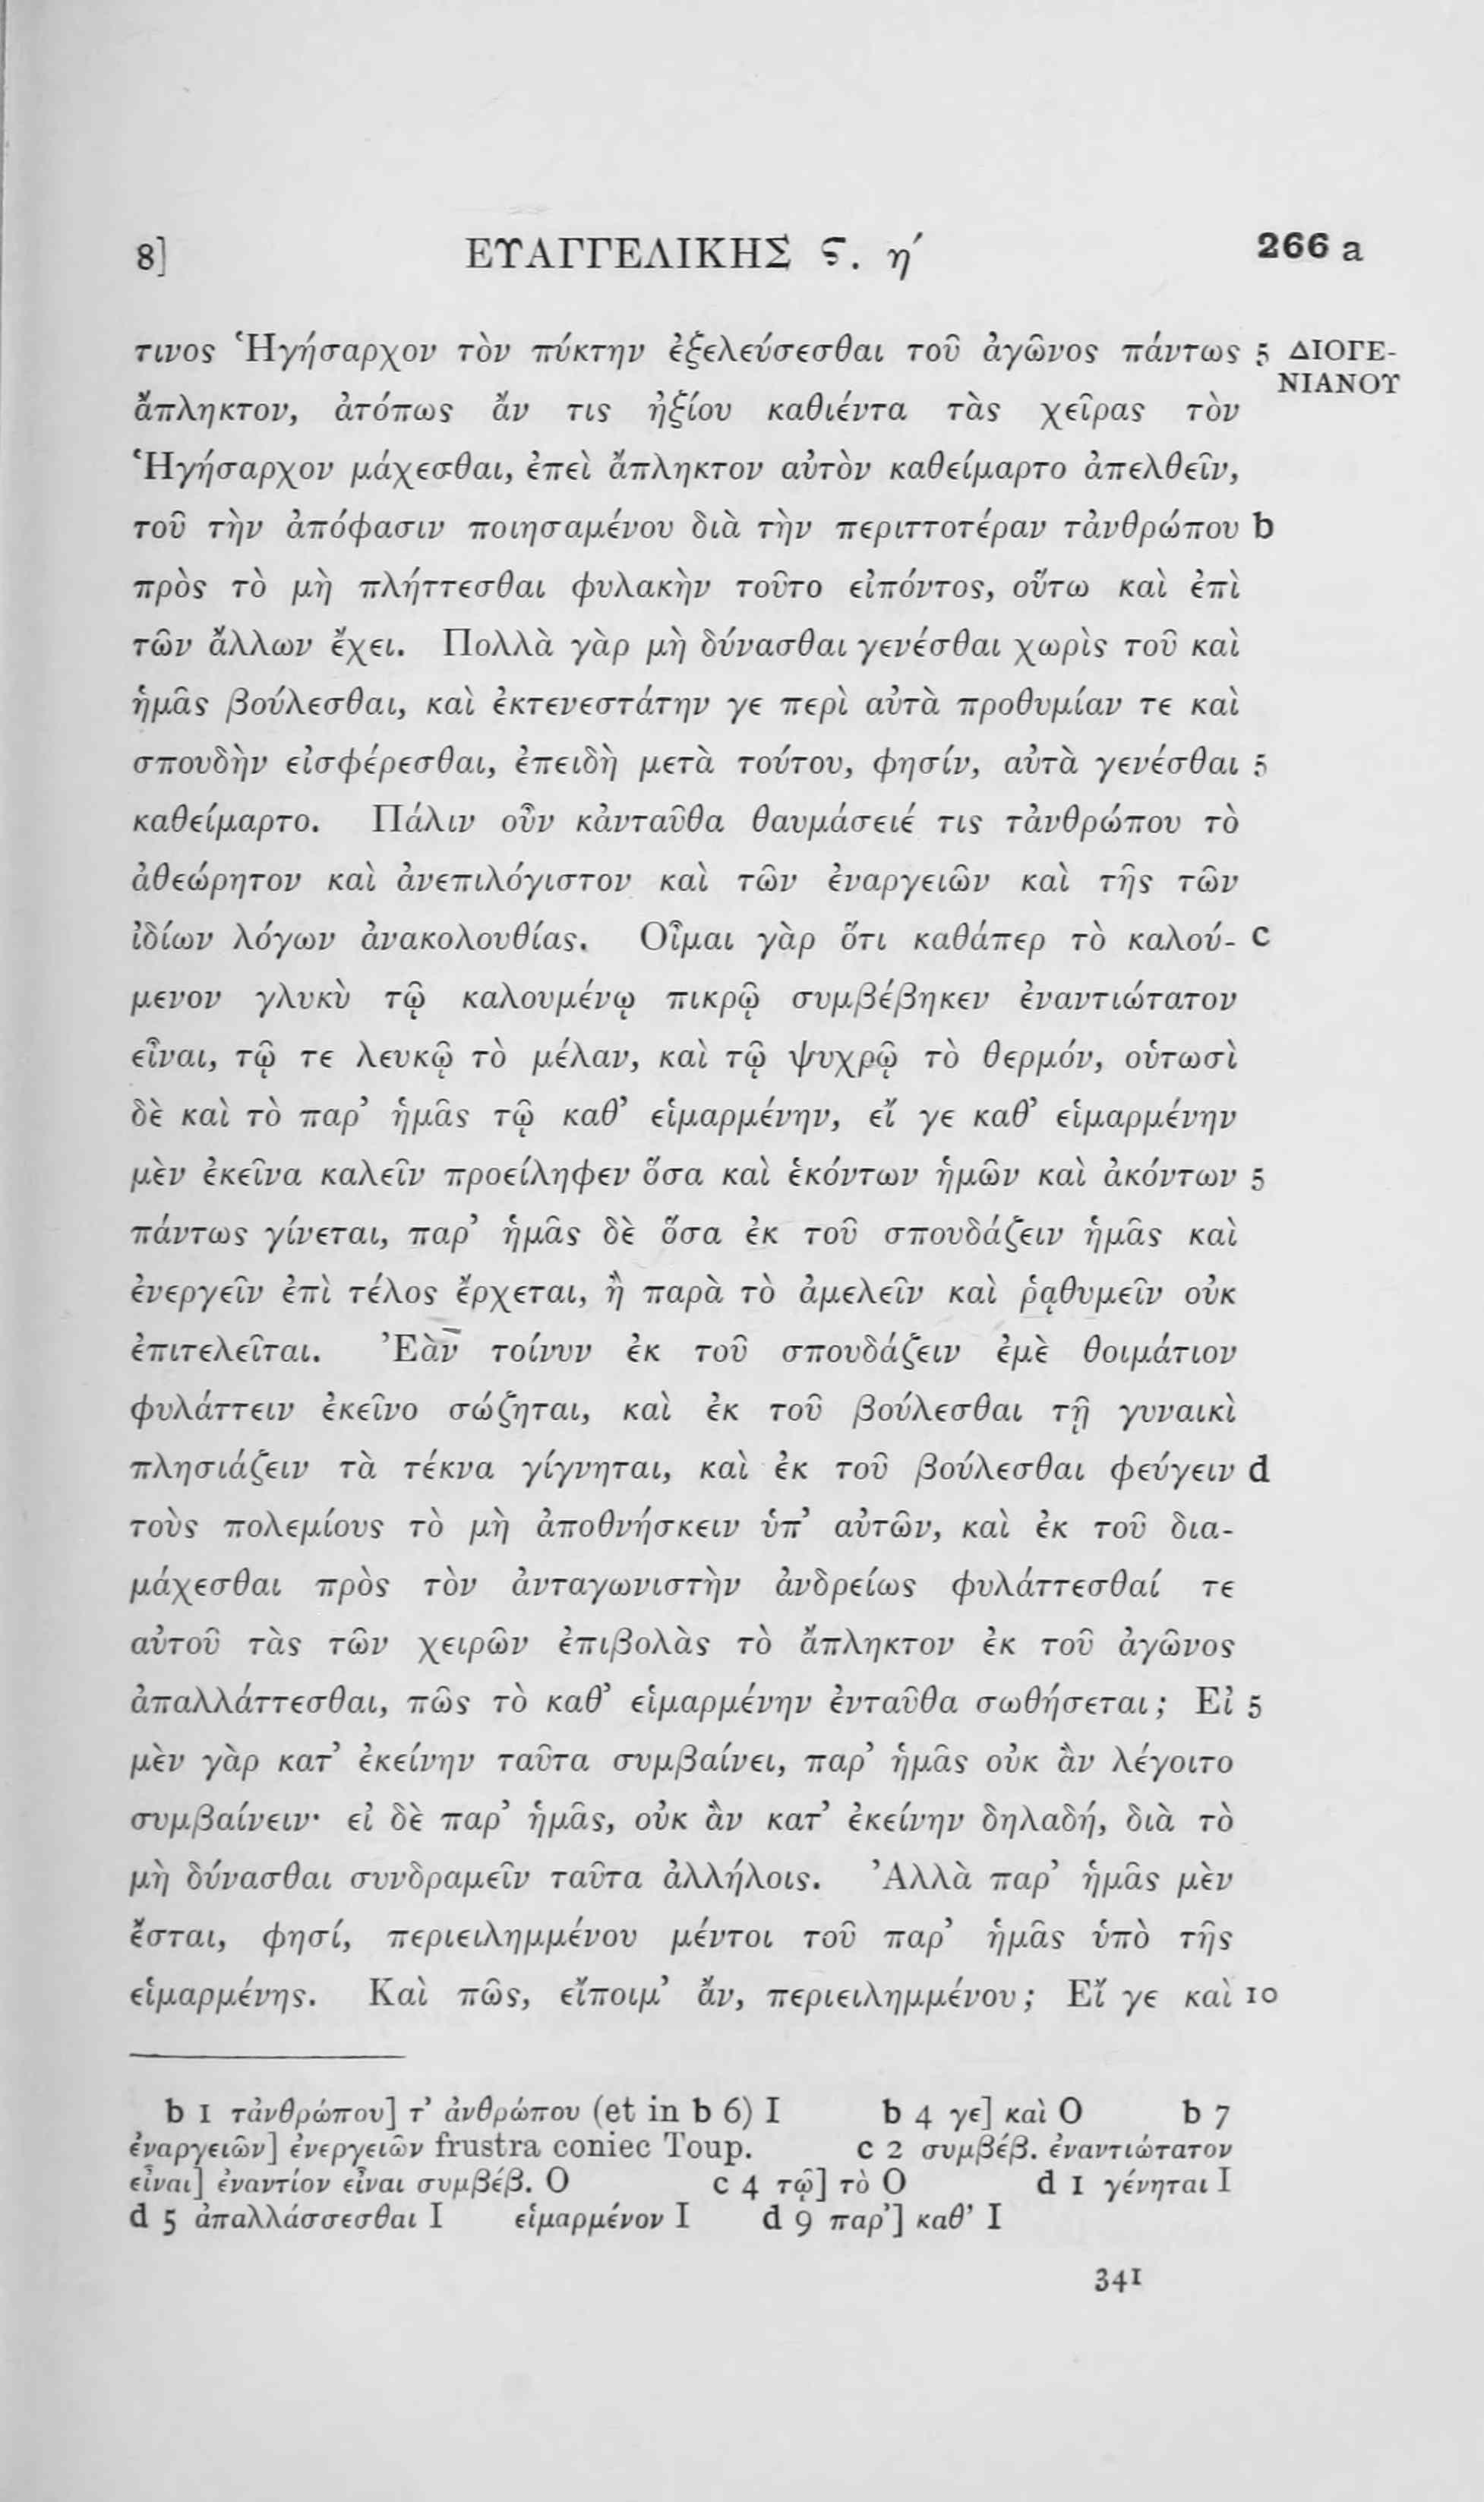 8] ΕΥΑΓΓΕΛΙΚΗΣ ϛ. η´ 266 a
τινος Ἡγήσαρχον τὸν πύκτην ἐξελεύσεσθαι τοῦ ἀγῶνος πάντως 5 ΔΙΟΓΕ-
ΝΙΑΝΟΥ
ἄπληκτον, ἀτόπως ἄν τις ἠξίου καθιέντα τὰς χεῖρας τὸν
Ἡγήσαρχον μάχεσθαι, ἐπεὶ ἄπληκτον αὐτὸν καθείμαρτο ἀπελθεῖν,
τοῦ τὴν ἀπόφασιν ποιησαμένου διὰ τὴν περιττοτέραν τἀνθρώπου b
πρὸς τὸ μὴ πλήττεσθαι φυλακὴν τοῦτο εἰπόντος, οὕτω καὶ ἐπὶ
τῶν ἄλλων ἔχει. Πολλὰ γὰρ μὴ δύνασθαι γενέσθαι χωρὶς τοῦ καὶ
ἡμᾶς βούλεσθαι, καὶ ἐκτενεστάτην γε περὶ αὐτὰ προθυμίαν τε καὶ
σπουδὴν εἰσφέρεσθαι, ἐπειδὴ μετὰ τούτου, φησίν, αὐτὰ γενέσθαι 5
καθείμαρτο. Πάλιν οὖν κἀνταῦθα θαυμάσειέ τις τἀνθρώπου τὸ
ἀθεώρητον καὶ ἀνεπιλόγιστον καὶ τῶν ἐναργειῶν καὶ τῆς τῶν
ἰδίων λόγων ἀνακολουθίας. Οἶμαι γὰρ ὅτι καθάπερ τὸ καλού- c
μενον γλυκὺ τῷ καλουμένῳ πικρῷ συμβέβηκεν ἐναντιώτατον
εἶναι, τῷ τε λευκῷ τὸ μέλαν, καὶ τῷ ψυχρῷ τὸ θερμόν, οὑτωσὶ
δὲ καὶ τὸ παρ’ ἡμᾶς τῷ καθ’ εἱμαρμένην, εἴ γε καθ’ εἱμαρμένην
μὲν ἐκεῖνα καλεῖν προείληφεν ὅσα καὶ ἑκόντων ἡμῶν καὶ ἀκόντων 5
πάντως γίνεται, παρ’ ἡμᾶς δὲ ὅσα ἐκ τοῦ σπουδάζειν ἡμᾶς καὶ
ἐνεργεῖν ἐπὶ τέλος ἔρχεται, ἢ παρὰ τὸ ἀμελεῖν καὶ ῥᾳθυμεῖν οὐκ
ἐπιτελεῖται. Ἐὰν τοίνυν ἐκ τοῦ σπουδάζειν ἐμὲ θοιμάτιον
φυλάττειν ἐκεῖνο σώζηται, καὶ ἐκ τοῦ βούλεσθαι τῇ γυναικὶ
πλησιάζειν τὰ τέκνα γίγνηται, καὶ ἐκ τοῦ βούλεσθαι φεύγειν d
τοὺς πολεμίους τὸ μὴ ἀποθνήσκειν ὑπ’ αὐτῶν, καὶ ἐκ τοῦ δια-
μάχεσθαι πρὸς τὸν ἀνταγωνιστὴν ἀνδρείως φυλάττεσθαί τε
αὐτοῦ τὰς τῶν χειρῶν ἐπιβολὰς τὸ ἄπληκτον ἐκ τοῦ ἀγῶνος
ἀπαλλάττεσθαι, πῶς τὸ καθ’ εἱμαρμένην ἐνταῦθα σωθήσεται; Εἰ 5
μὲν γὰρ κατ’ ἐκείνην ταῦτα συμβαίνει, παρ’ ἡμᾶς οὐκ ἂν λέγοιτο
συμβαίνειν· εἰ δὲ παρ’ ἡμᾶς, οὐκ ἂν κατ’ ἐκείνην δηλαδή, διὰ τὸ
μὴ δύνασθαι συνδραμεῖν ταῦτα ἀλλήλοις. Ἀλλὰ παρ’ ἡμᾶς μὲν
ἔσται, φησί, περιειλημμένου μέντοι τοῦ παρ’ ἡμᾶς ὑπὸ τῆς
εἱμαρμένης. Καὶ πῶς, εἴποιμ’ ἄν, περιειλημμένου; Εἴ γε καὶ 10
b 1 τἀνθρώπου] τ’ ἀνθρώπου (et in b 6) I b 4 γε] καὶ O b 7
ἐναργειῶν] ἐνεργειῶν frustra coniec Toup. c 2 συμβέβ. ἐναντιώτατον
εἶναι] ἐναντίον εἶναι συμβέβ. O c 4 τῷ] τὸ O d 1 γένηται I
d 5 ἀπαλλάσσεσθαι I εἱμαρμένον I d 9 παρ’] καθ’ I
341